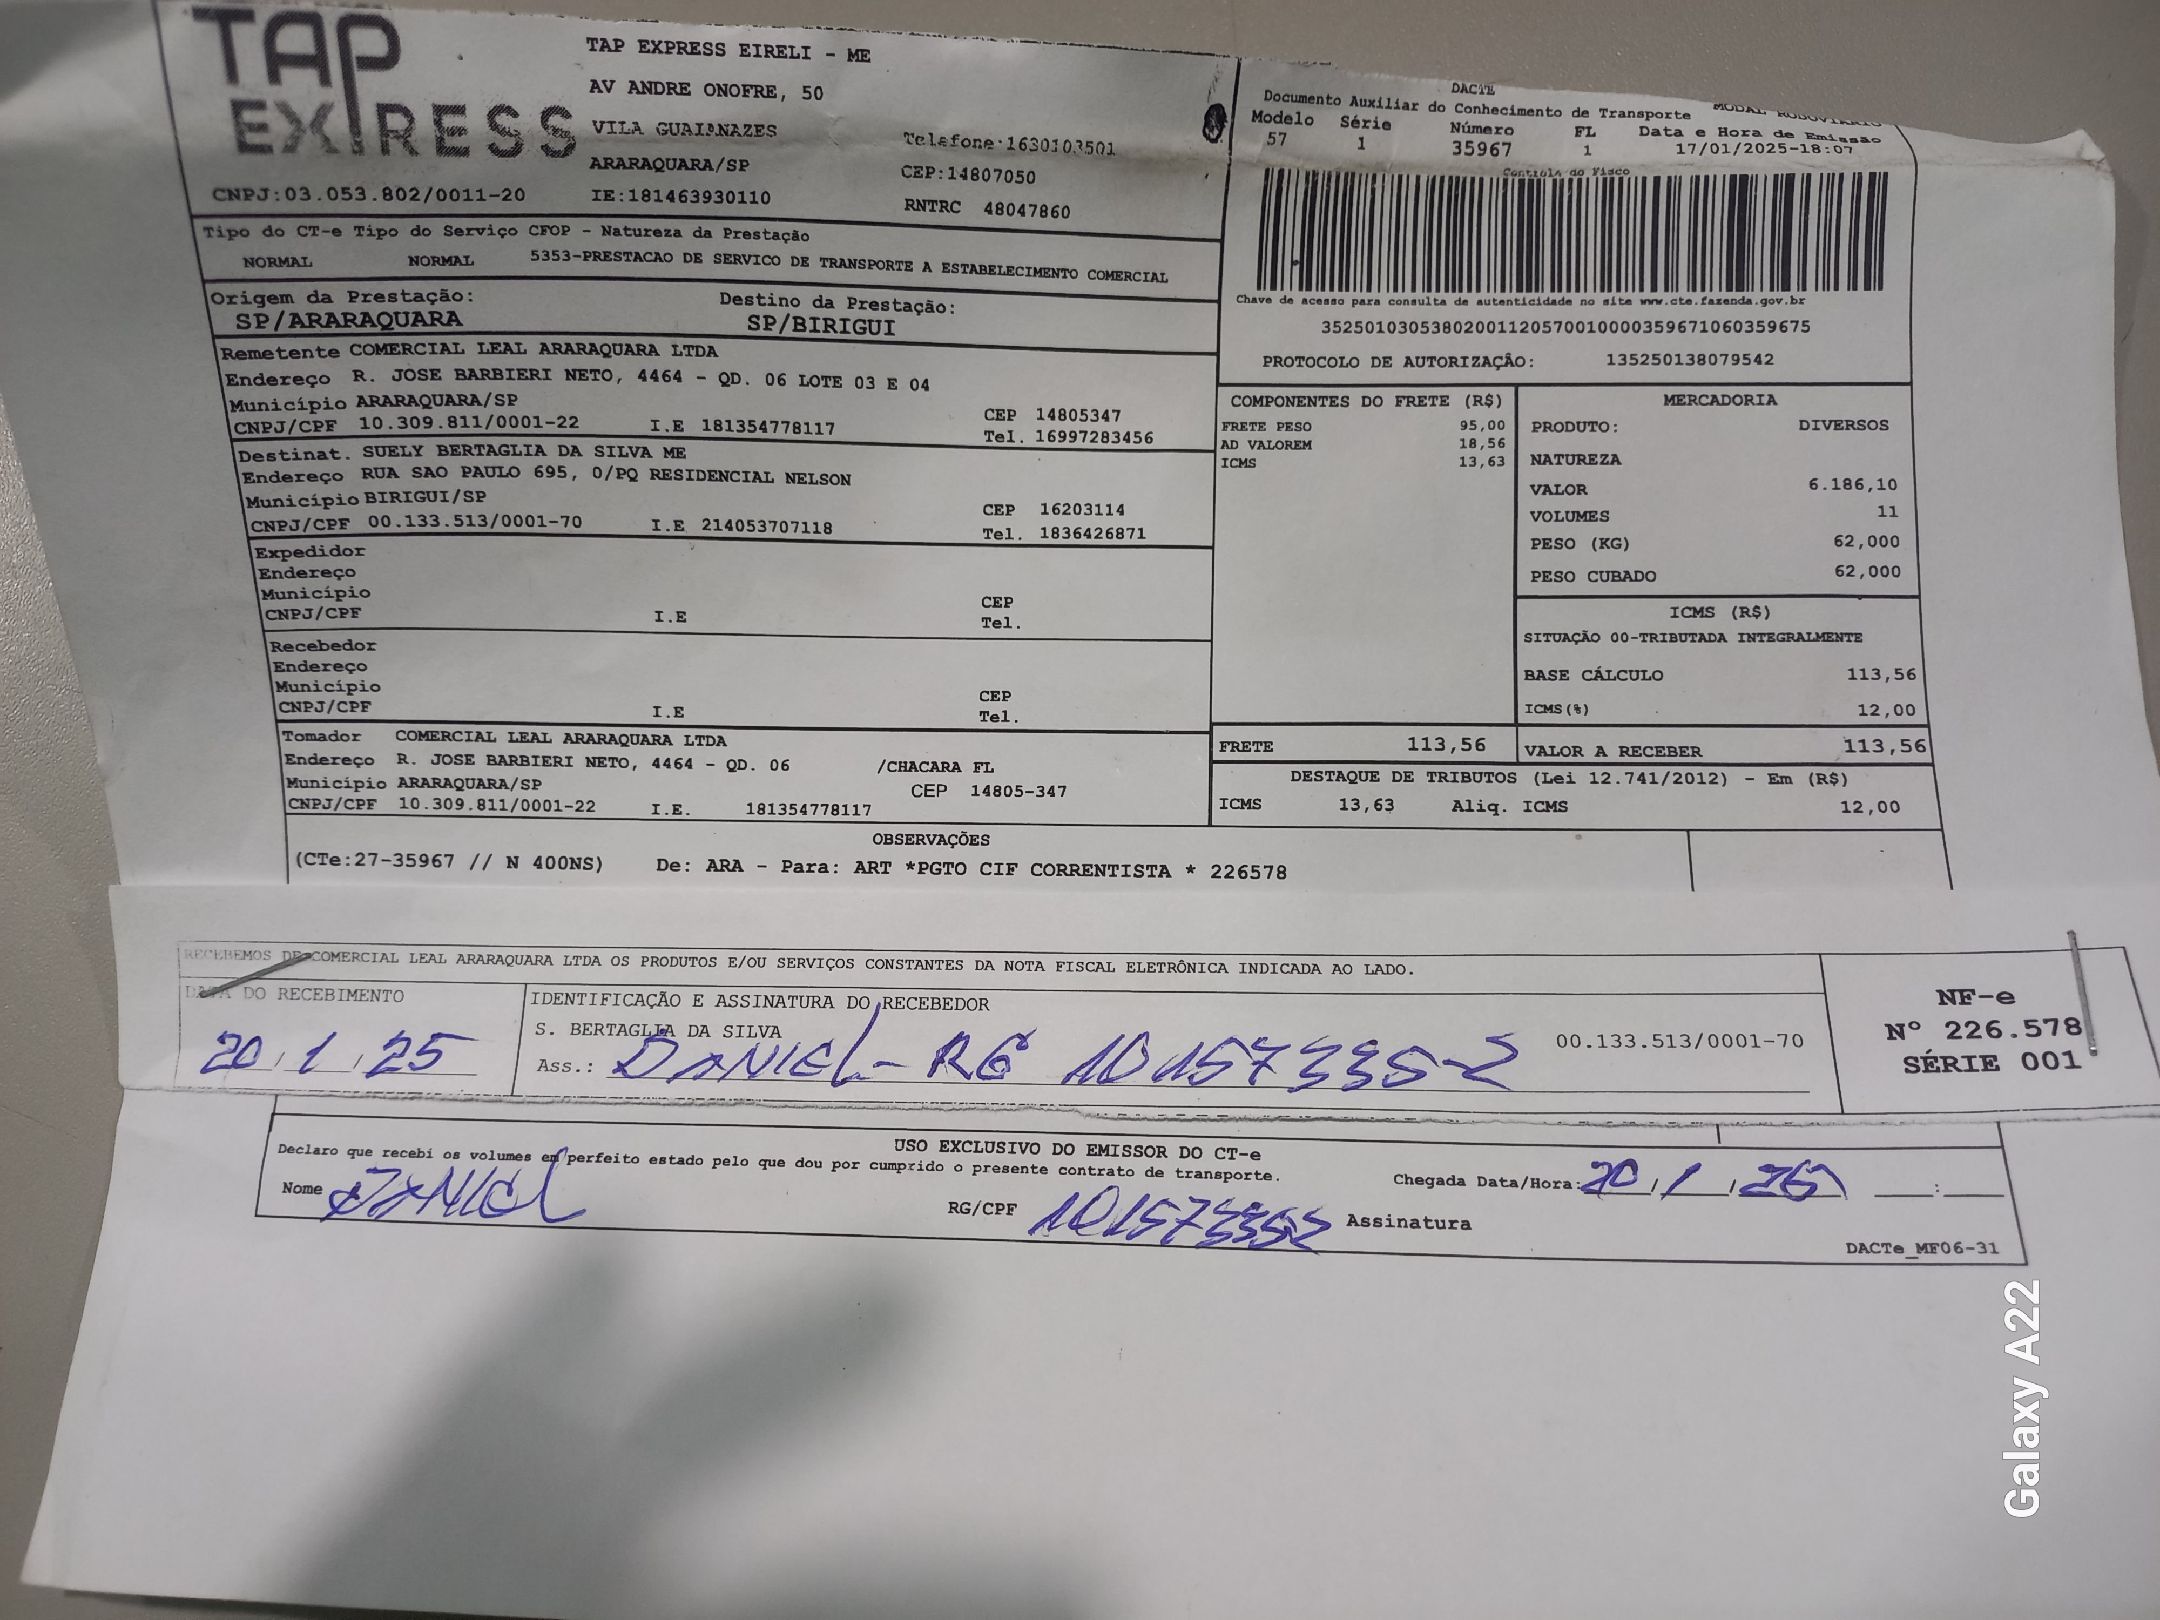 TAP
EXPRESS
TAP EXPRESS EIRELI - ME
AV ANDRE ONOFRE, 50
VILA GUAIANAZES Telefone:1630103501
ARARAQUARA/SP CEP:14807050
CNPJ:03.053.802/0011-20 IE:181463930110 RNTRC 48047860
DACTE
Documento Auxiliar do Conhecimento de Transporte MODAL RODOVIÁRIO
Modelo Série Número FL Data e Hora de Emissão
57 1 35967 1 17/01/2025-18:07
Controle do Fisco
Chave de acesso para consulta de autenticidade no site www.cte.fazenda.gov.br
35250103053802001120570010000359671060359675
PROTOCOLO DE AUTORIZAÇÃO: 135250138079542
Tipo do CT-e Tipo do Serviço CFOP - Natureza da Prestação
NORMAL NORMAL 5353-PRESTACAO DE SERVICO DE TRANSPORTE A ESTABELECIMENTO COMERCIAL
Origem da Prestação: Destino da Prestação:
SP/ARARAQUARA SP/BIRIGUI
Remetente COMERCIAL LEAL ARARAQUARA LTDA
Endereço R. JOSE BARBIERI NETO, 4464 - QD. 06 LOTE 03 E 04
Município ARARAQUARA/SP CEP 14805347
CNPJ/CPF 10.309.811/0001-22 I.E 181354778117 Tel. 16997283456
Destinat. SUELY BERTAGLIA DA SILVA ME
Endereço RUA SAO PAULO 695, 0/PQ RESIDENCIAL NELSON
Município BIRIGUI/SP CEP 16203114
CNPJ/CPF 00.133.513/0001-70 I.E 214053707118 Tel. 1836426871
Expedidor
Endereço
Município CEP
CNPJ/CPF I.E Tel.
Recebedor
Endereço
Município CEP
CNPJ/CPF I.E Tel.
Tomador COMERCIAL LEAL ARARAQUARA LTDA
Endereço R. JOSE BARBIERI NETO, 4464 - QD. 06 /CHACARA FL
Município ARARAQUARA/SP CEP 14805-347
CNPJ/CPF 10.309.811/0001-22 I.E. 181354778117
COMPONENTES DO FRETE (R$)
FRETE PESO 95,00
AD VALOREM 18,56
ICMS 13,63
MERCADORIA
PRODUTO: DIVERSOS
NATUREZA
VALOR 6.186,10
VOLUMES 11
PESO (KG) 62,000
PESO CUBADO 62,000
ICMS (R$)
SITUAÇÃO 00-TRIBUTADA INTEGRALMENTE
BASE CÁLCULO 113,56
ICMS(%) 12,00
FRETE 113,56 VALOR A RECEBER 113,56
DESTAQUE DE TRIBUTOS (Lei 12.741/2012) - Em (R$)
ICMS 13,63 Aliq. ICMS 12,00
OBSERVAÇÕES
(CTe:27-35967 // N 400NS) De: ARA - Para: ART *PGTO CIF CORRENTISTA * 226578
RECEBEMOS DE COMERCIAL LEAL ARARAQUARA LTDA OS PRODUTOS E/OU SERVIÇOS CONSTANTES DA NOTA FISCAL ELETRÔNICA INDICADA AO LADO.
DATA DO RECEBIMENTO IDENTIFICAÇÃO E ASSINATURA DO RECEBEDOR
S. BERTAGLIA DA SILVA 00.133.513/0001-70
20/1/25 Ass.: DANIEL - RG 10157335-2
NF-e
Nº 226.578
SÉRIE 001
USO EXCLUSIVO DO EMISSOR DO CT-e
Declaro que recebi os volumes em perfeito estado pelo que dou por cumprido o presente contrato de transporte.
Nome DANIEL RG/CPF 101573352 Assinatura Chegada Data/Hora: 20/1/26 __:__
DACTe_MF06-31
Galaxy A22